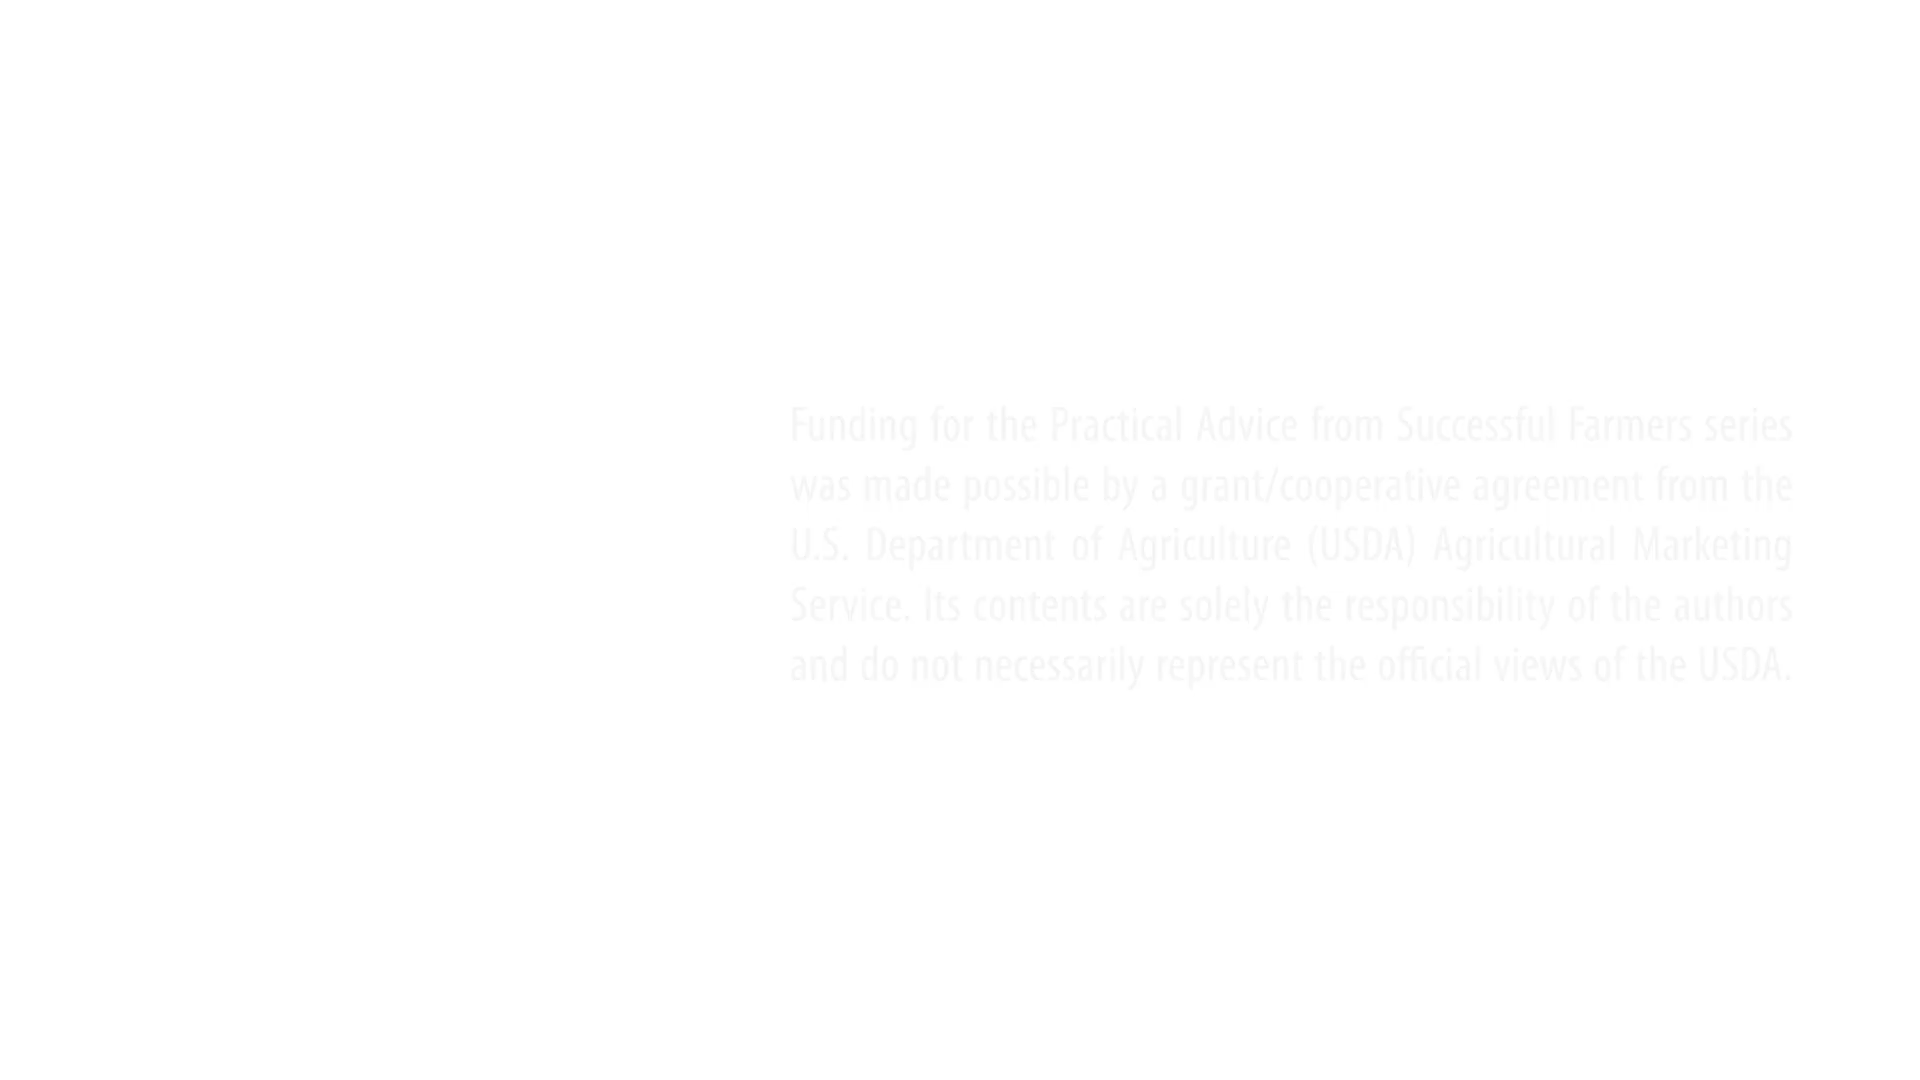 Funding for the Practical Advice from Successful Farmers series
was made possible by a grant/cooperative agreement from the
U.S. Department of Agriculture (USDA) Agricultural Marketing
Service. Its contents are solely the responsibility of the authors
and do not necessarily represent the official views of the USDA.